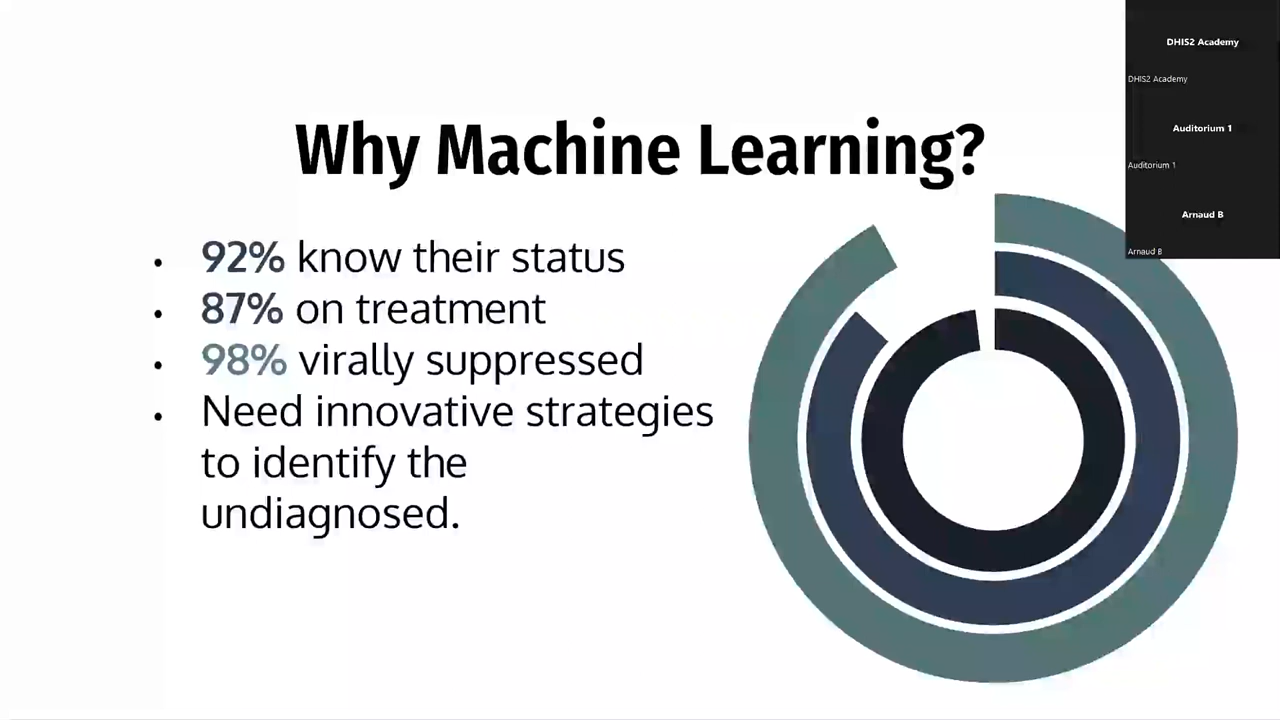 Why Machine Learning?
• 92% know their status
• 87% on treatment
• 98% virally suppressed
• Need innovative strategies
to identify the
undiagnosed.
DHIS2 Academy
DHIS2 Academy
Auditorium 1
Auditorium 1
Arnaud B
Arnaud B